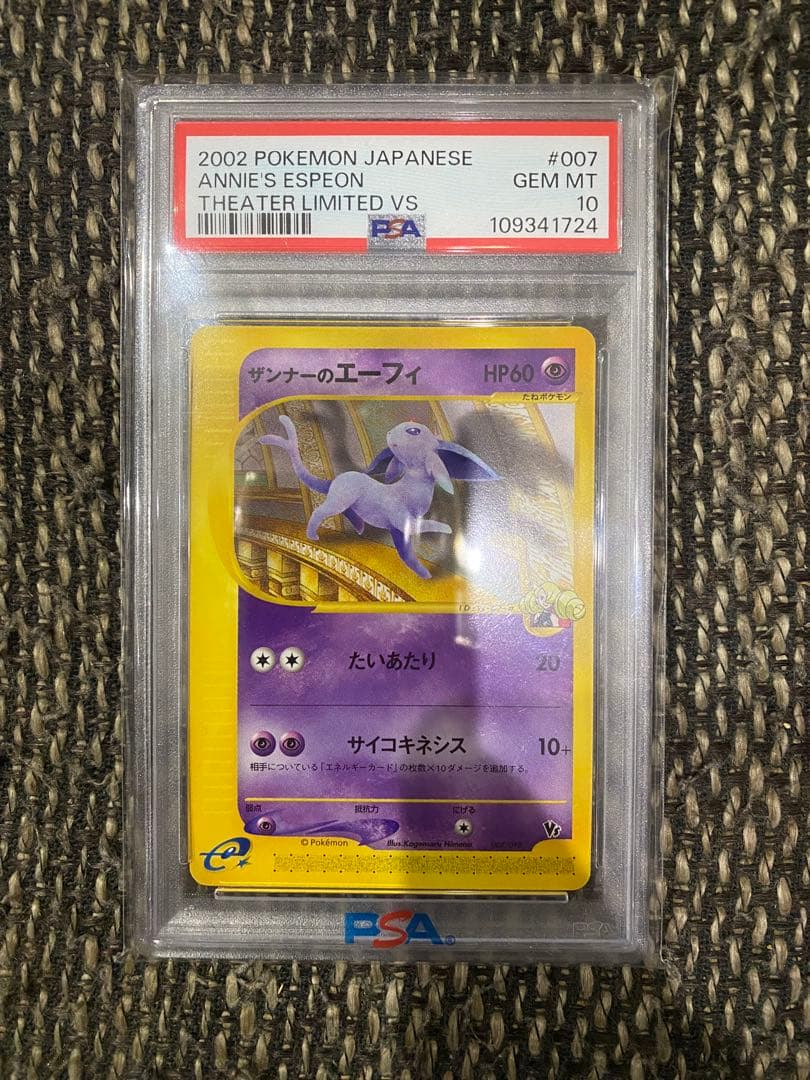 2002 POKEMON JAPANESE #007
ANNIE'S ESPEON GEM MT
THEATER LIMITED VS 10
PSA 109341724
ザンナーのエーフィ HP60
たねポケモン
たいあたり 20
サイコキネシス 10+
相手についている「エネルギーカード」の枚数×10ダメージを追加する。
弱点 抵抗力 にげる
VS
e
© Pokémon Illus. Kagemaru Himeno
PSA